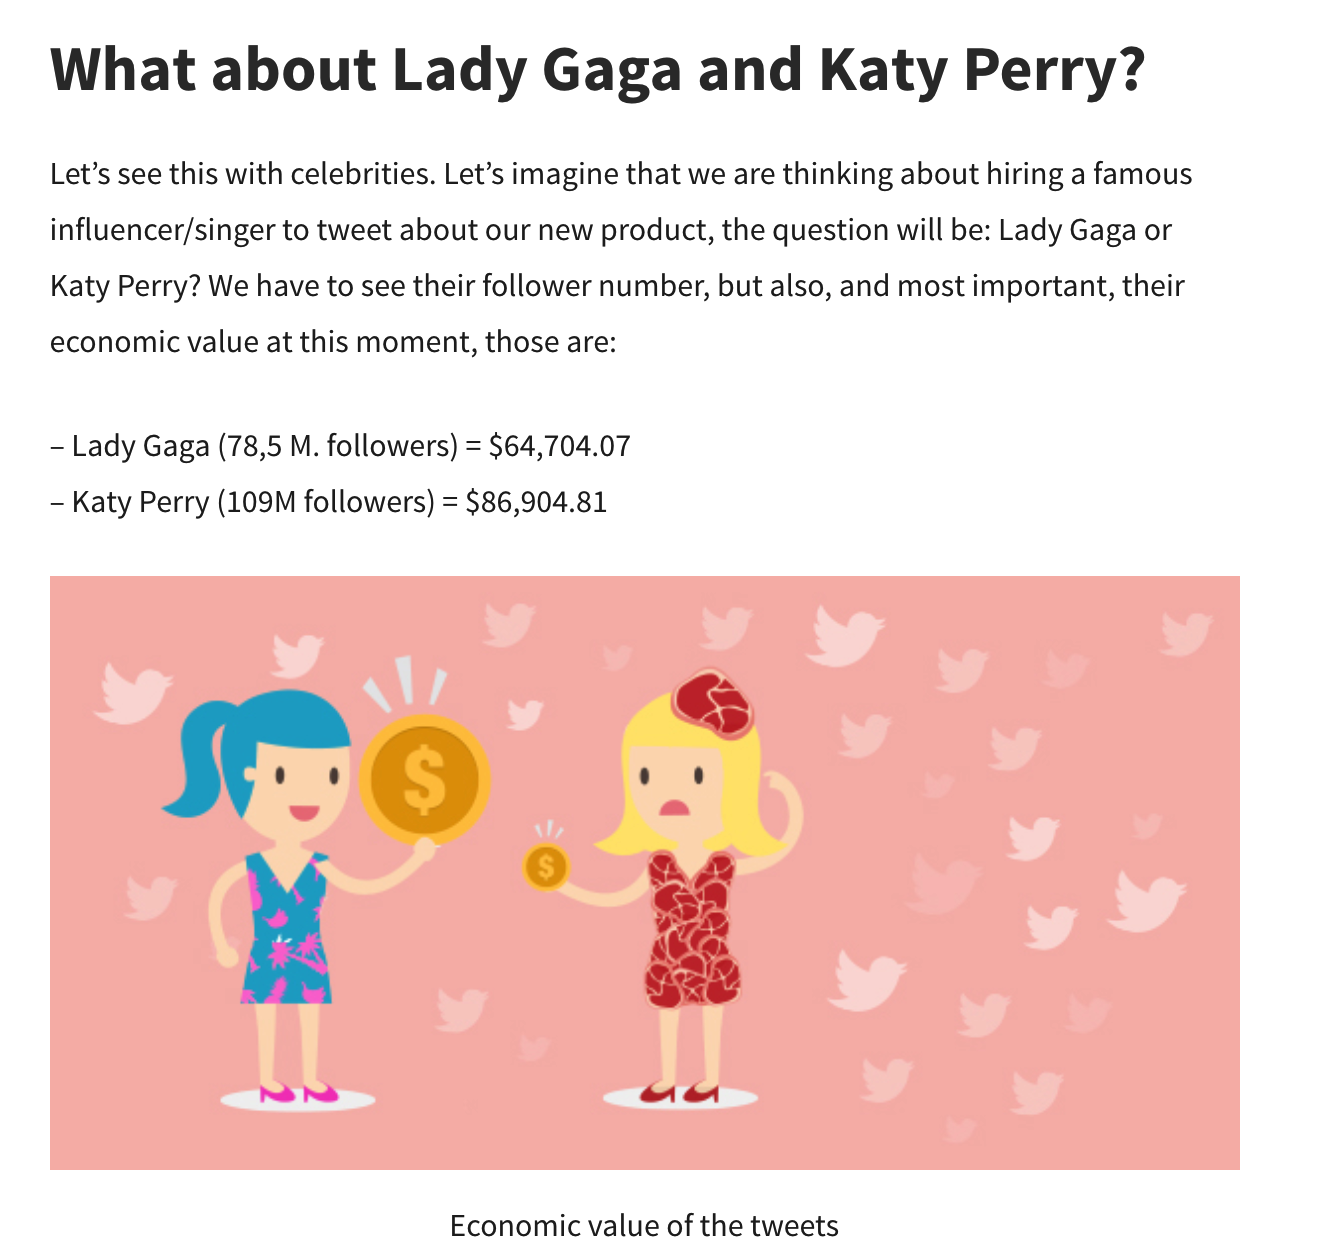 What about Lady Gaga and Katy Perry?
Let’s see this with celebrities. Let’s imagine that we are thinking about hiring a famous
influencer/singer to tweet about our new product, the question will be: Lady Gaga or
Katy Perry? We have to see their follower number, but also, and most important, their
economic value at this moment, those are:
– Lady Gaga (78,5 M. followers) = $64,704.07
– Katy Perry (109M followers) = $86,904.81
$
$
Economic value of the tweets